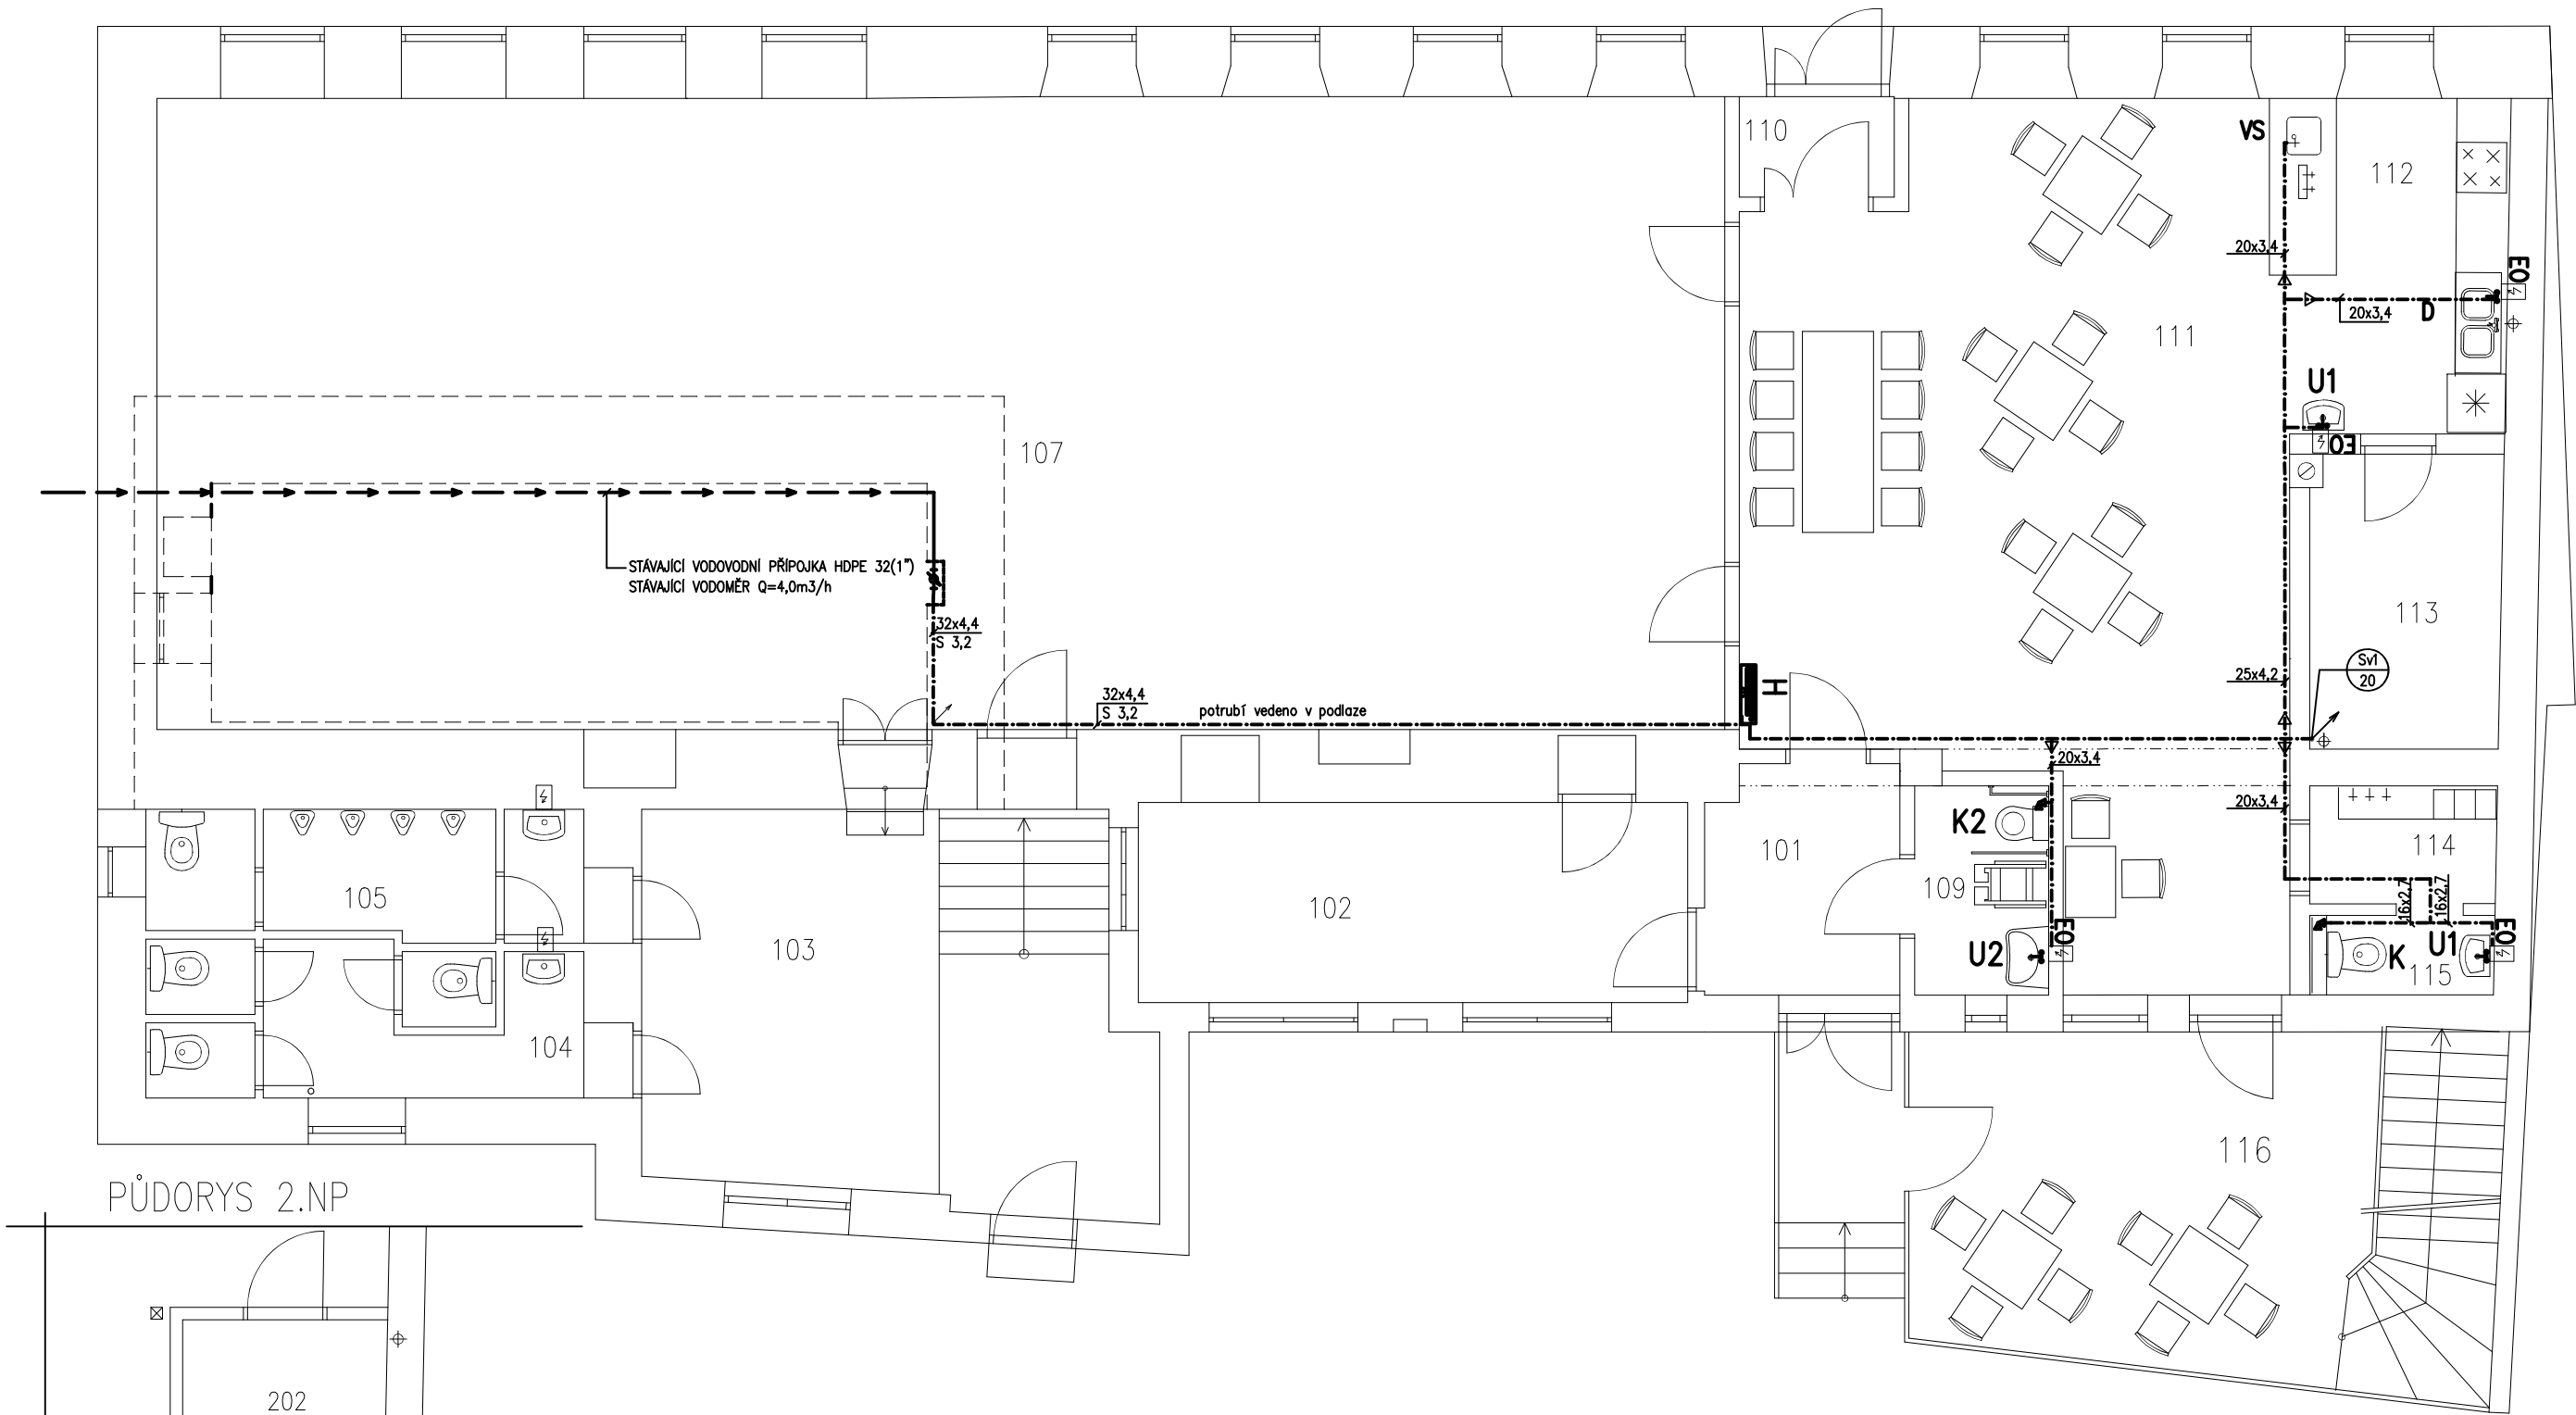 110
VS
112
20x3,4
EO
20x3,4
D
111
U1
EO
107
STÁVAJÍCÍ VODOVODNÍ PŘÍPOJKA HDPE 32(1")
STÁVAJÍCÍ VODOMĚR Q=4,0m3/h
113
32x4,4
S 3,2
32x4,4
S 3,2
potrubí vedeno v podlaze
H
25x4,2
Sv1
20
20x3,4
20x3,4
K2
101
114
105
102
109
16x2,7
16x2,7
103
EO
U2
K
U1
EO
115
104
116
PŮDORYS 2.NP
202